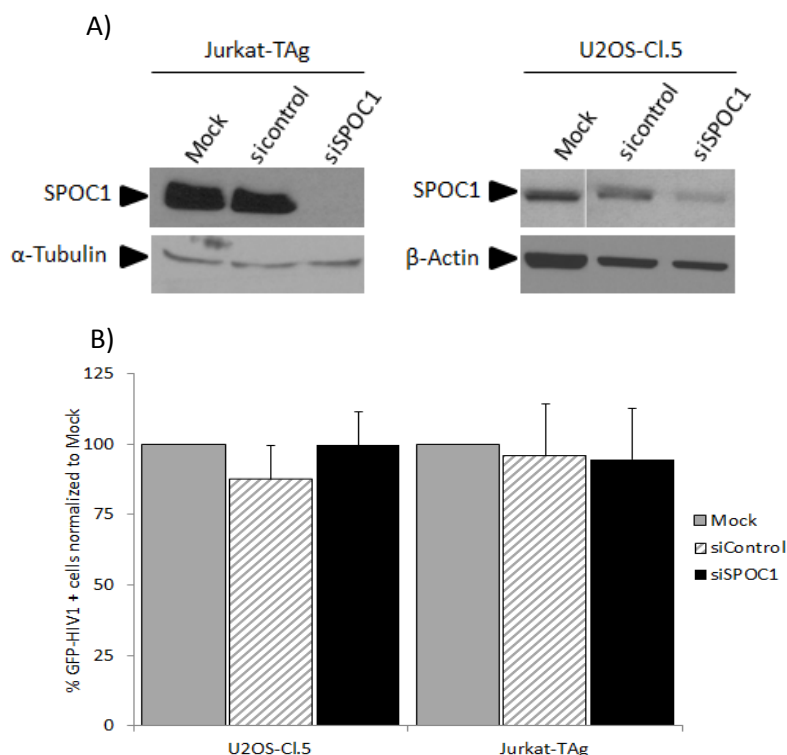 A)
Jurkat-TAg
U2OS-Cl.5
Mock
sicontrol
siSPOC1
Mock
sicontrol
siSPOC1
SPOC1
SPOC1
α-Tubulin
β-Actin
B)
% GFP-HIV1 + cells normalized to Mock
125
100
75
50
25
0
Mock
siControl
siSPOC1
U2OS-Cl.5
Jurkat-TAg